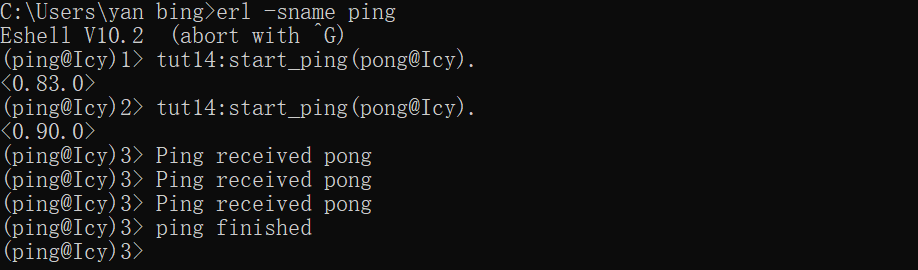 C:\Users\yan bing>erl -sname ping
Eshell V10.2  (abort with ^G)
(ping@Icy)1> tut14:start_ping(pong@Icy).
<0.83.0>
(ping@Icy)2> tut14:start_ping(pong@Icy).
<0.90.0>
(ping@Icy)3> Ping received pong
(ping@Icy)3> Ping received pong
(ping@Icy)3> Ping received pong
(ping@Icy)3> ping finished
(ping@Icy)3>